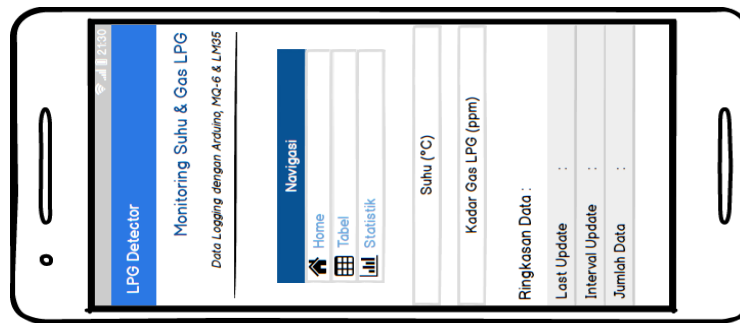 21:30
LPG Detector
Monitoring Suhu & Gas LPG
Data Logging dengan Arduino, MQ-6 & LM35
Navigasi
Home
Tabel
Statistik
Suhu (°C)
Kadar Gas LPG (ppm)
Ringkasan Data :
Last Update :
Interval Update :
Jumlah Data :